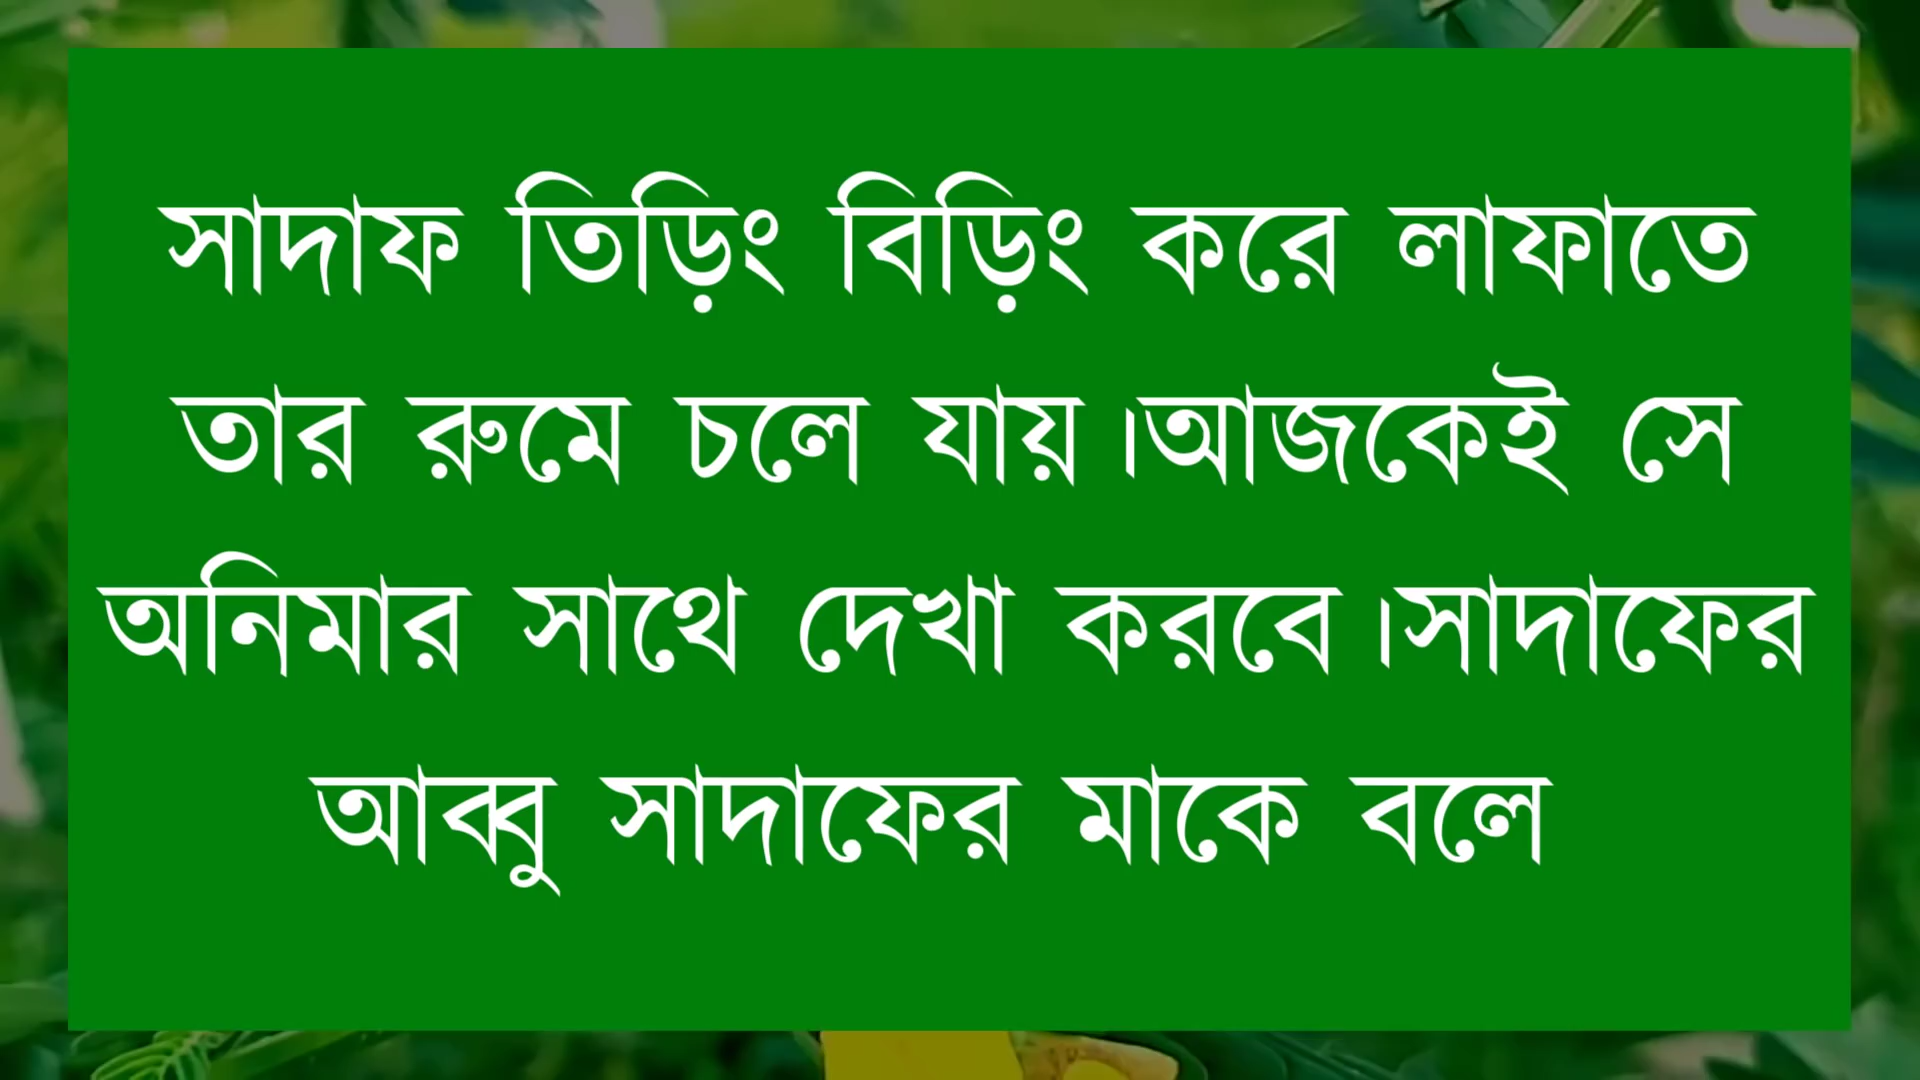 সাদাফ তিড়িং বিড়িং করে লাফাতে
তার রুমে চলে যায়।আজকেই সে
অনিমার সাথে দেখা করবে।সাদাফের
আব্বু সাদাফের মাকে বলে